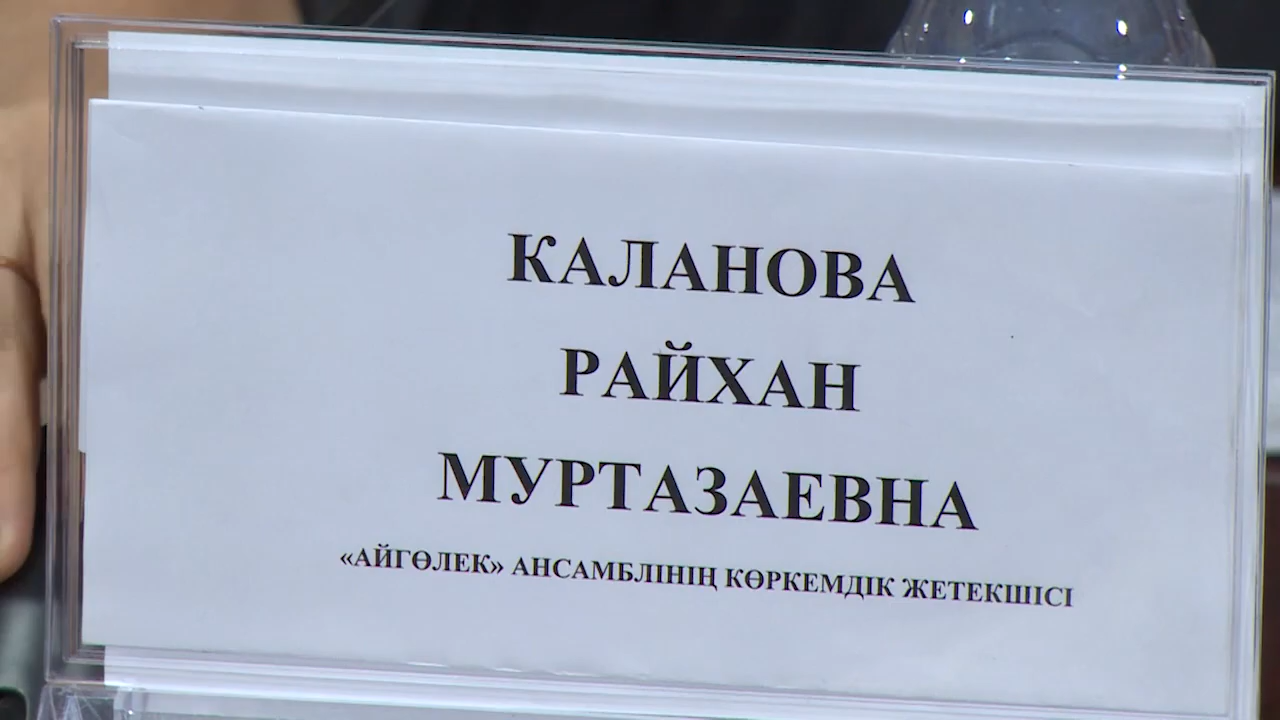 КАЛАНОВА
РАЙХАН
МУРТАЗАЕВНА
«АЙГӨЛЕК» АНСАМБЛІНІҢ КӨРКЕМДІК ЖЕТЕКШІСІ